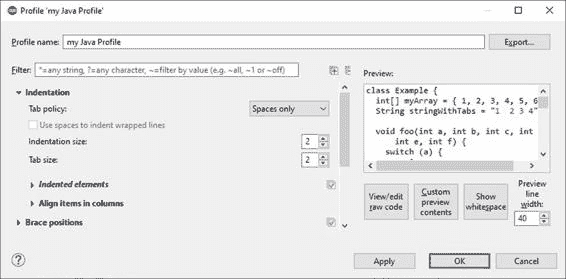 Profile 'my Java Profile'
Profile name: my Java Profile Export...
Filter: *=any string, ?=any character, ~=filter by value (e.g. ~all, ~1 or ~off)
Indentation
Tab policy: Spaces only
Use spaces to indent wrapped lines
Indentation size: 2
Tab size: 2
Indented elements
Align items in columns
Brace positions
Preview:
class Example {
int[] myArray = { 1, 2, 3, 4, 5, 6
String stringWithTabs = "1 2 3 4"
void foo(int a, int b, int c, int
int e, int f) {
switch (a) {
View/edit raw code
Custom preview contents
Show whitespace
Preview line width:
40
?
Apply OK Cancel